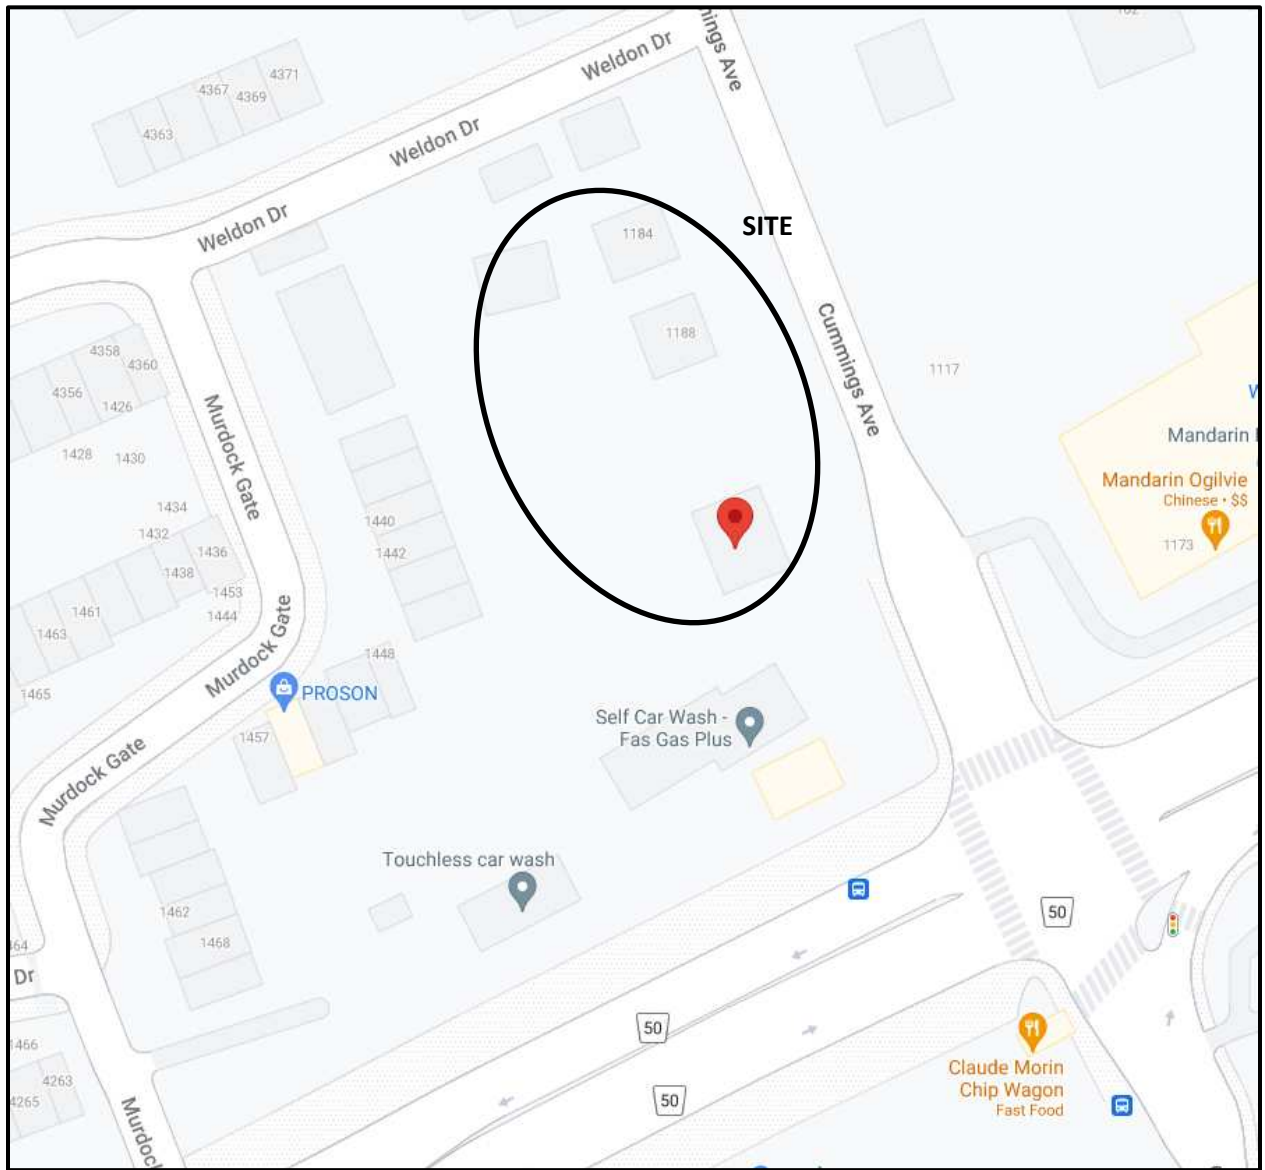 Weldon Dr
Weldon Dr
Weldon Dr
4371
4367
4369
4363
1184
SITE
1188
Cummings Ave
1117
4358
4360
4356
1426
1428
1430
1434
1432
1436
1438
1453
1444
1461
1463
1465
Murdock Gate
Murdock Gate
Murdock Gate
1440
1442
1448
PROSON
1457
Mandarin
Mandarin Ogilvie
Chinese • $$
1173
Self Car Wash -
Fas Gas Plus
Touchless car wash
1462
1468
Dr
1466
4263
4265
50
50
50
Claude Morin
Chip Wagon
Fast Food